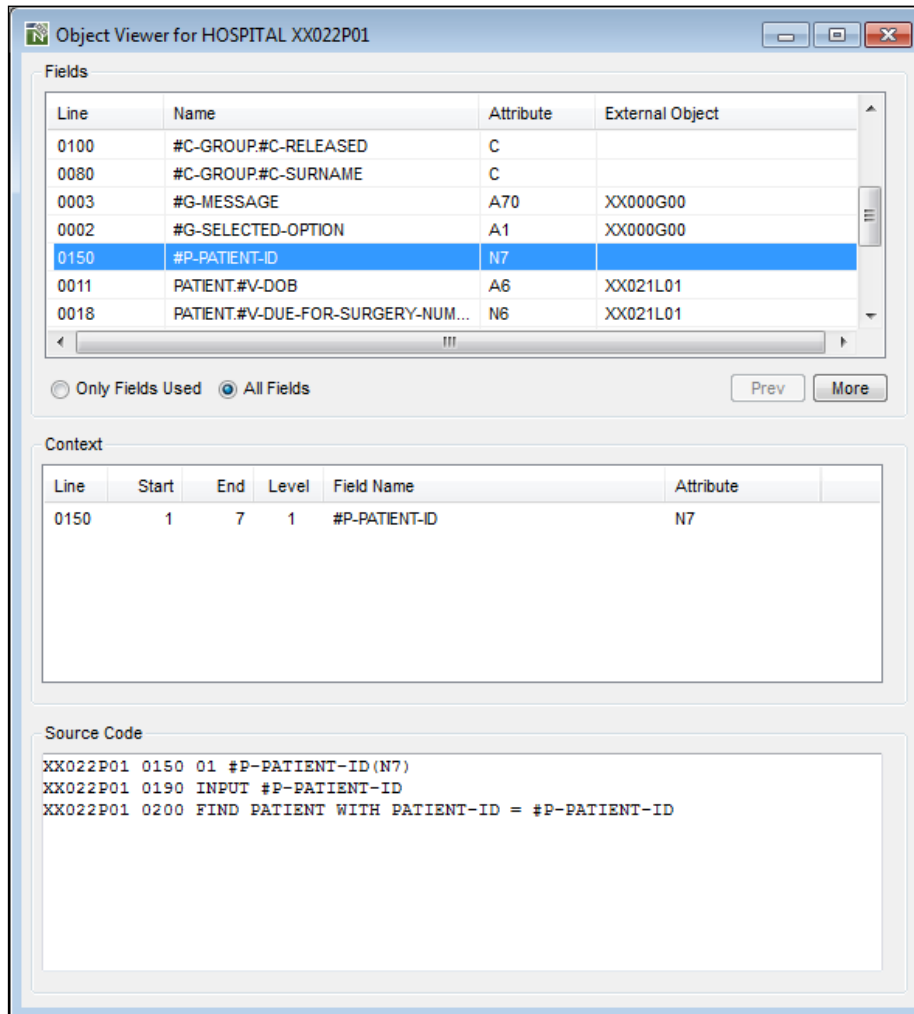 Object Viewer for HOSPITAL XX022P01
Fields
Line Name Attribute External Object
0100 #C-GROUP.#C-RELEASED C
0080 #C-GROUP.#C-SURNAME C
0003 #G-MESSAGE A70 XX000G00
0002 #G-SELECTED-OPTION A1 XX000G00
0150 #P-PATIENT-ID N7
0011 PATIENT.#V-DOB A6 XX021L01
0018 PATIENT.#V-DUE-FOR-SURGERY-NUM... N6 XX021L01
Only Fields Used All Fields Prev More
Context
Line Start End Level Field Name Attribute
0150 1 7 1 #P-PATIENT-ID N7
Source Code
XX022P01 0150 01 #P-PATIENT-ID(N7)
XX022P01 0190 INPUT #P-PATIENT-ID
XX022P01 0200 FIND PATIENT WITH PATIENT-ID = #P-PATIENT-ID